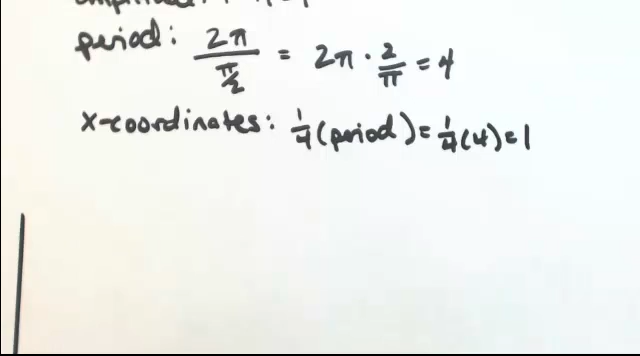 period: 2π/(π/2) = 2π · 2/π = 4
x-coordinates: 1/4 (period) = 1/4 (4) = 1